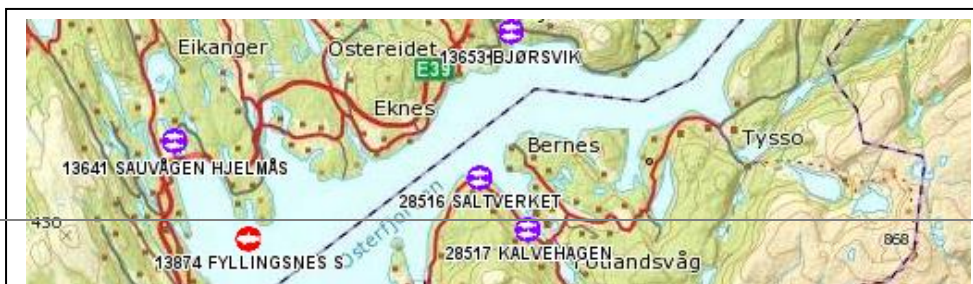 Eikanger
Ostereidet
13653 BJØRSVIK
E39
Eknes
Bernes
Tysso
13641 SAUVÅGEN HJELMÅS
28516 SALTVERKET
Osterfjorden
430
13874 FYLLINGSNES S
28517 KALVEHAGEN
868